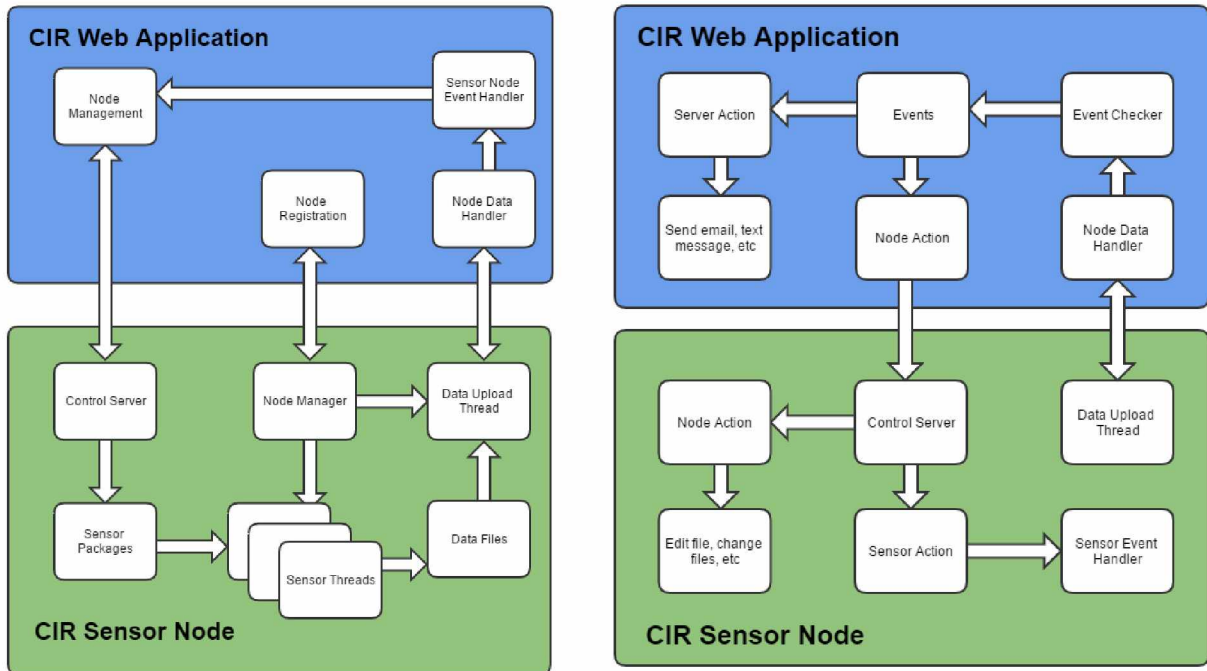 CIR Web Application
Node
Management
Sensor Node
Event Handler
Node
Registration
Node Data
Handler
Control Server
Node Manager
Data Upload
Thread
Sensor
Packages
Sensor Threads
Data Files
CIR Sensor Node
CIR Web Application
Server Action
Events
Event Checker
Send email, text
message, etc
Node Action
Node Data
Handler
Node Action
Control Server
Data Upload
Thread
Edit file, change
files, etc
Sensor Action
Sensor Event
Handler
CIR Sensor Node